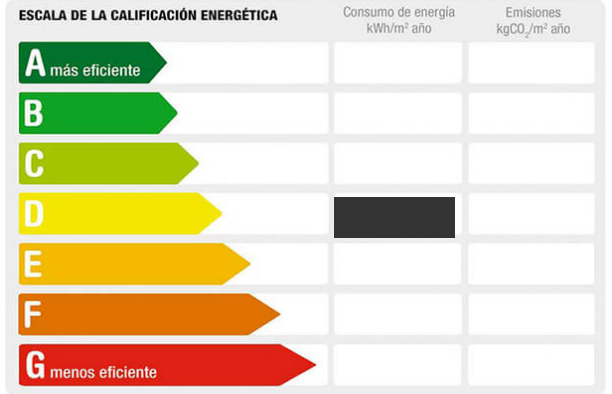 ESCALA DE LA CALIFICACIÓN ENERGÉTICA
Consumo de energía
kWh/m² año
Emisiones
kgCO₂/m² año
A más eficiente
B
C
D
E
F
G menos eficiente